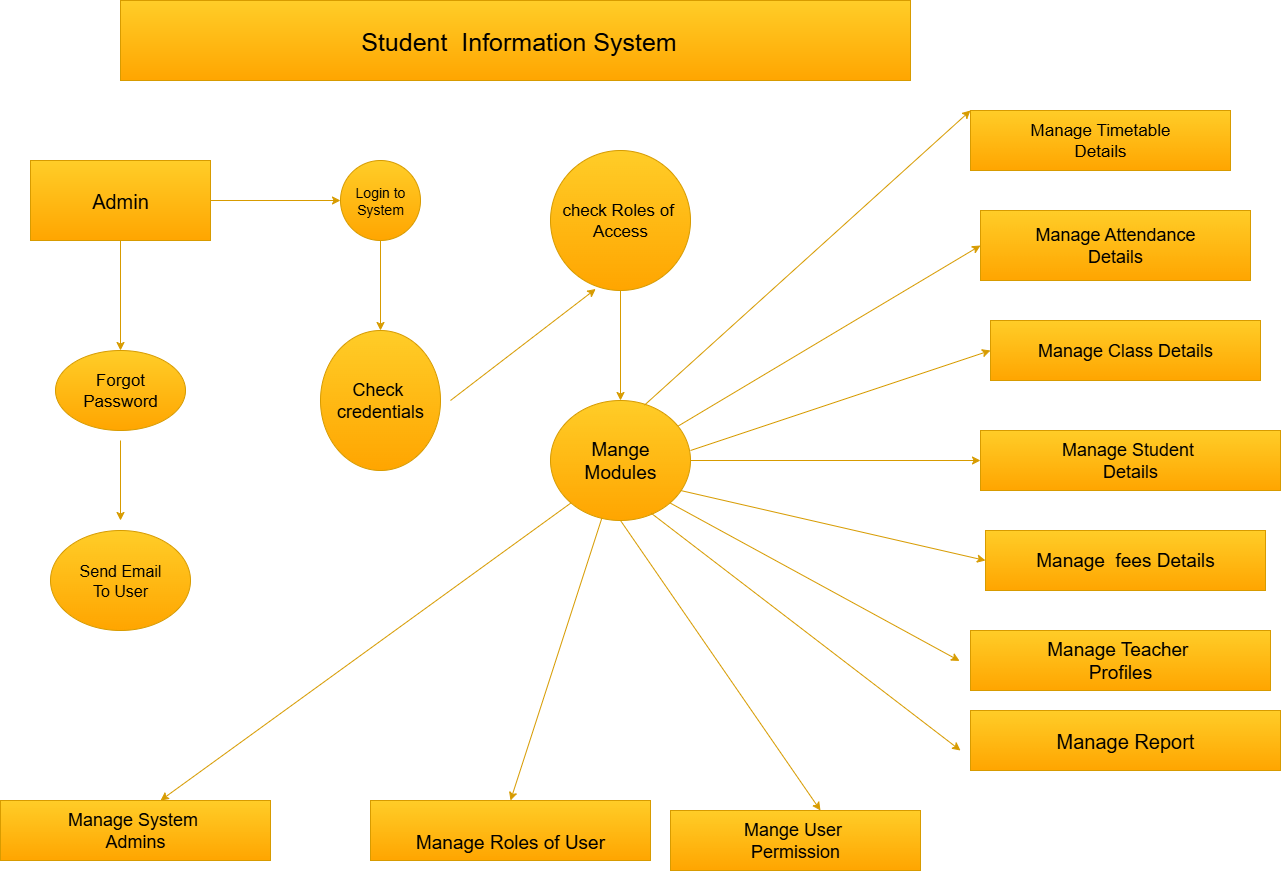 Student  Information System
Admin
Login to
System
check Roles of
Access
Manage Timetable
Details
Manage Attendance
Details
Manage Class Details
Forgot
Password
Check
credentials
Mange
Modules
Manage Student
Details
Send Email
To User
Manage  fees Details
Manage Teacher
Profiles
Manage Report
Manage System
Admins
Manage Roles of User
Mange User
Permission